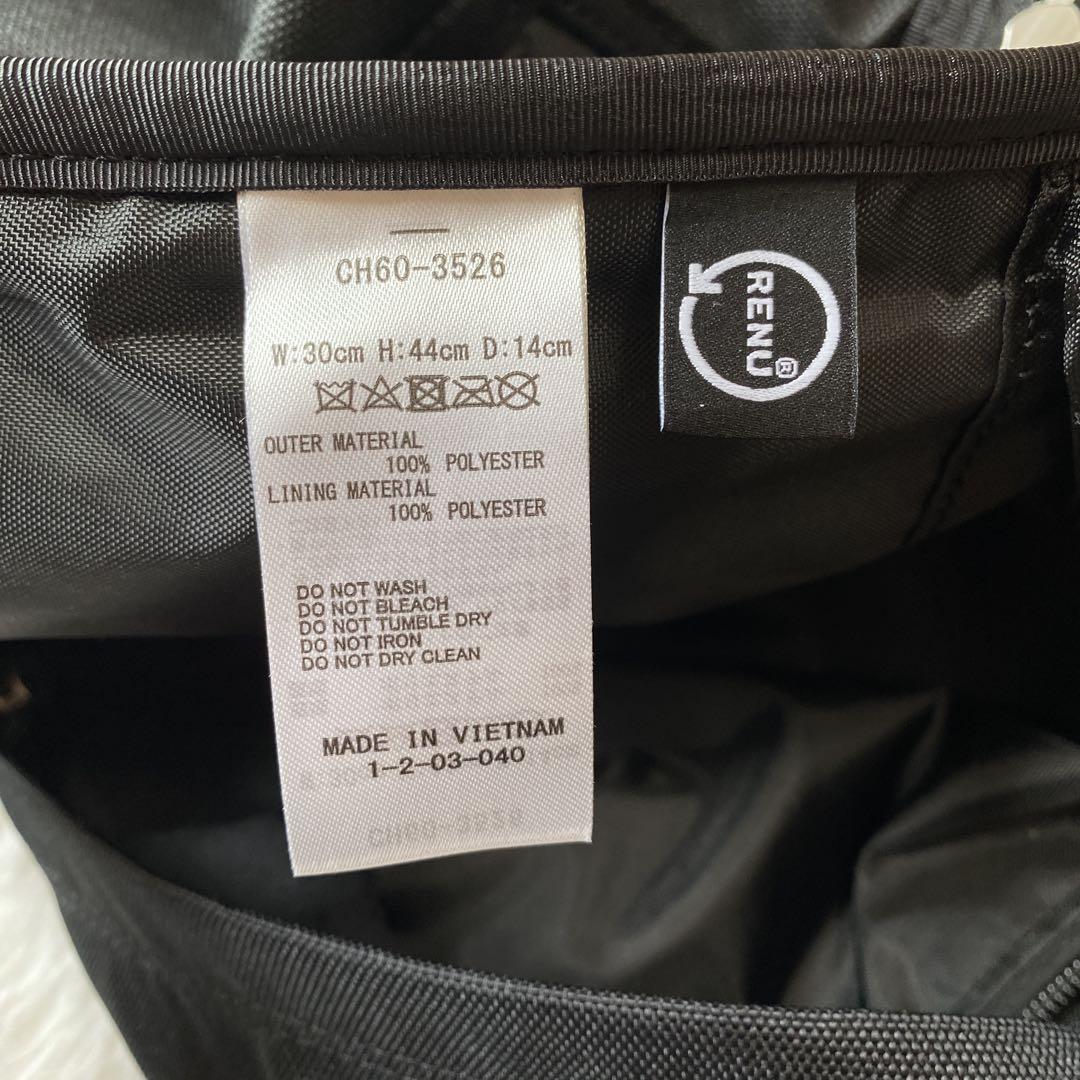 CH60-3526
W:30cm H:44cm D:14cm
OUTER MATERIAL
100% POLYESTER
LINING MATERIAL
100% POLYESTER
DO NOT WASH
DO NOT BLEACH
DO NOT TUMBLE DRY
DO NOT IRON
DO NOT DRY CLEAN
MADE IN VIETNAM
1-2-03-040
RENU®